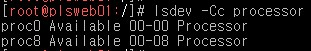 [root@plsweb01:/]# lsdev -Cc processor
proc0 Available 00-00 Processor
proc8 Available 00-08 Processor